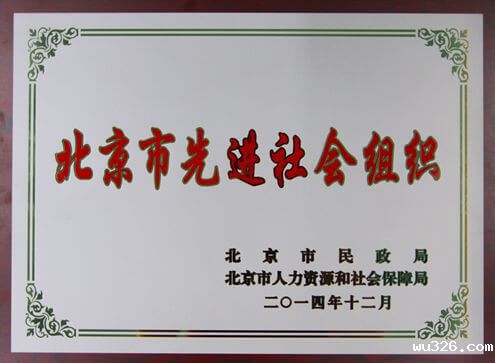 北京市先进社会组织
北京市民政局
北京市人力资源和社会保障局
二〇一四年十二月
wu326.com